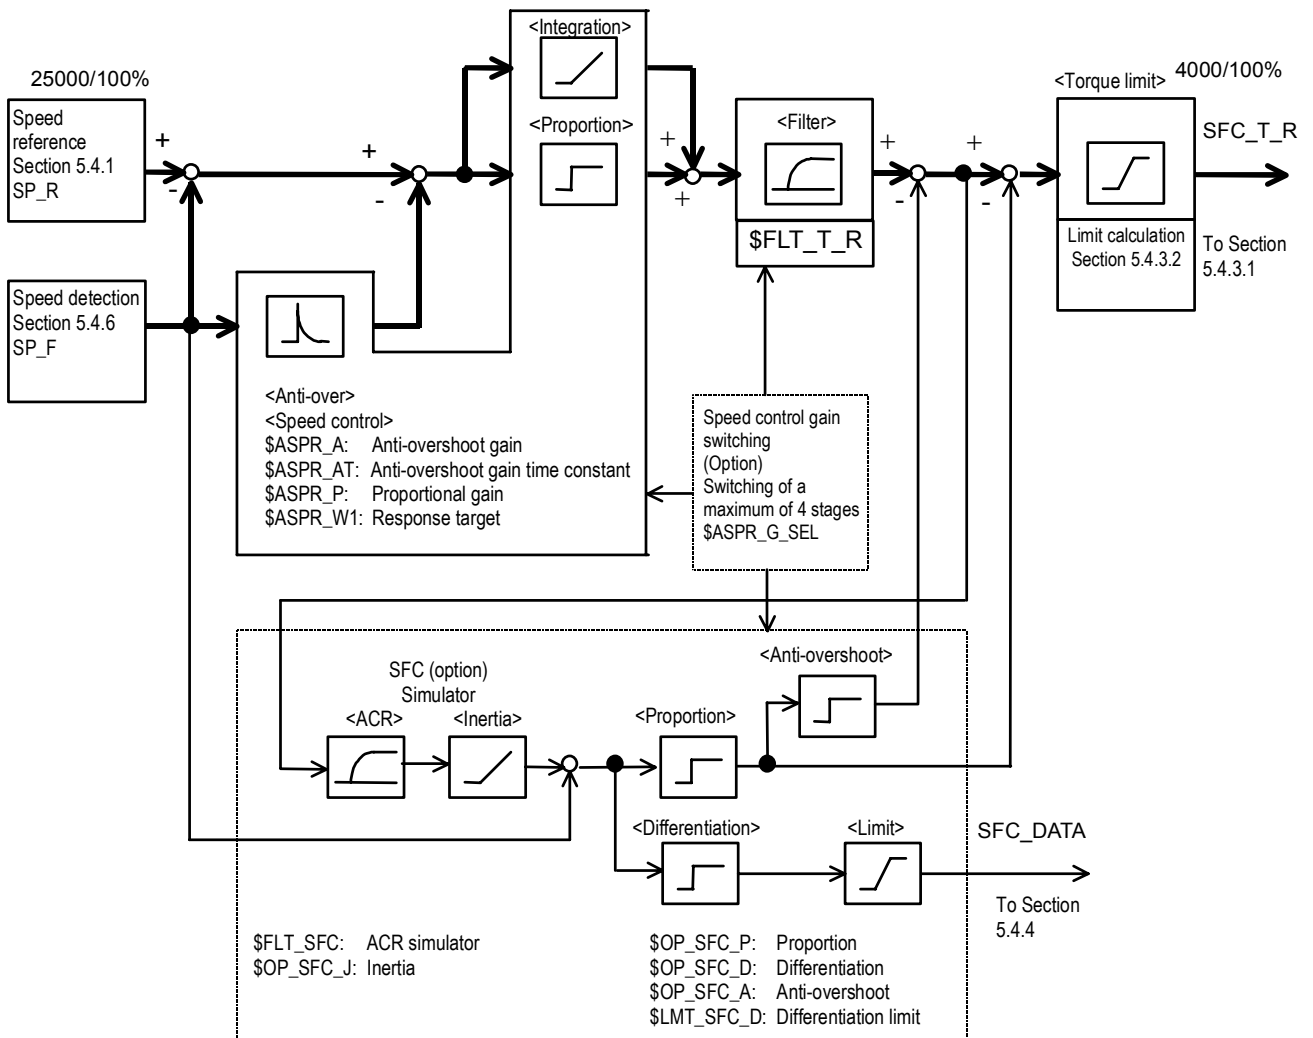 <Integration>
25000/100%
<Torque limit>
4000/100%
Speed
reference
Section 5.4.1
SP_R
+
-
+
-
<Proportion>
+
+
<Filter>
$FLT_T_R
+
-
+
-
SFC_T_R
Limit calculation
Section 5.4.3.2
To Section
5.4.3.1
Speed detection
Section 5.4.6
SP_F
<Anti-over>
<Speed control>
$ASPR_A: Anti-overshoot gain
$ASPR_AT: Anti-overshoot gain time constant
$ASPR_P: Proportional gain
$ASPR_W1: Response target
Speed control gain
switching
(Option)
Switching of a
maximum of 4 stages
$ASPR_G_SEL
SFC (option)
Simulator
<ACR>
<Inertia>
<Proportion>
<Anti-overshoot>
<Differentiation>
<Limit>
SFC_DATA
To Section
5.4.4
$FLT_SFC: ACR simulator
$OP_SFC_J: Inertia
$OP_SFC_P: Proportion
$OP_SFC_D: Differentiation
$OP_SFC_A: Anti-overshoot
$LMT_SFC_D: Differentiation limit